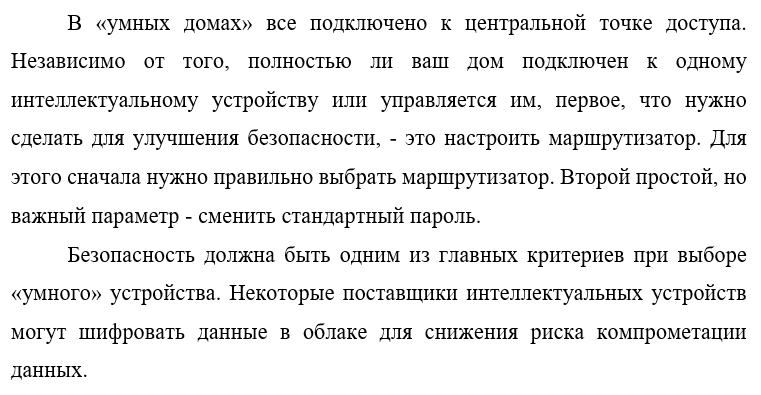 В «умных домах» все подключено к центральной точке доступа.
Независимо от того, полностью ли ваш дом подключен к одному
интеллектуальному устройству или управляется им, первое, что нужно
сделать для улучшения безопасности, - это настроить маршрутизатор. Для
этого сначала нужно правильно выбрать маршрутизатор. Второй простой, но
важный параметр - сменить стандартный пароль.
Безопасность должна быть одним из главных критериев при выборе
«умного» устройства. Некоторые поставщики интеллектуальных устройств
могут шифровать данные в облаке для снижения риска компрометации
данных.